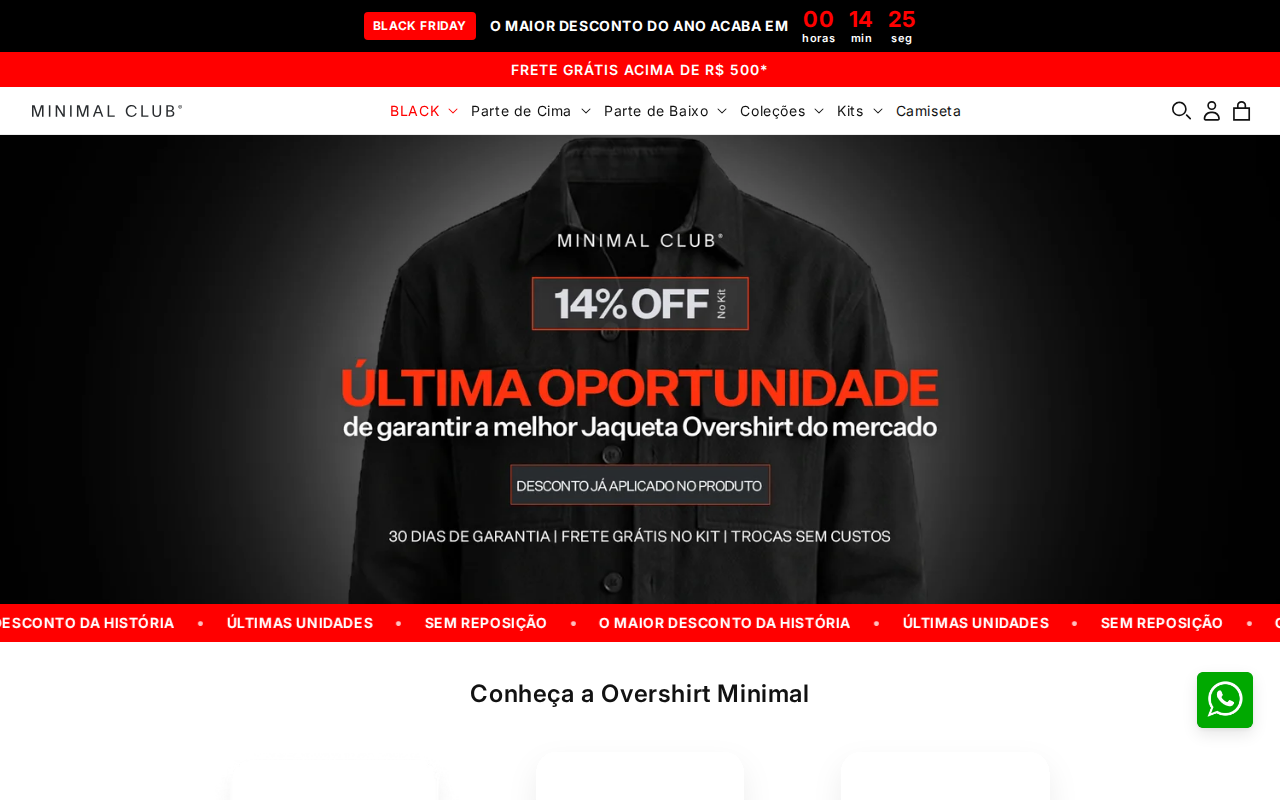 BLACK FRIDAY O MAIOR DESCONTO DO ANO ACABA EM 00 horas 14 min 25 seg
FRETE GRÁTIS ACIMA DE R$ 500*
MINIMAL CLUB® BLACK Parte de Cima Parte de Baixo Coleções Kits Camiseta
MINIMAL CLUB®
14% OFF No Kit
ÚLTIMA OPORTUNIDADE
de garantir a melhor Jaqueta Overshirt do mercado
DESCONTO JÁ APLICADO NO PRODUTO
30 DIAS DE GARANTIA | FRETE GRÁTIS NO KIT | TROCAS SEM CUSTOS
DESCONTO DA HISTÓRIA • ÚLTIMAS UNIDADES • SEM REPOSIÇÃO • O MAIOR DESCONTO DA HISTÓRIA • ÚLTIMAS UNIDADES • SEM REPOSIÇÃO •
Conheça a Overshirt Minimal